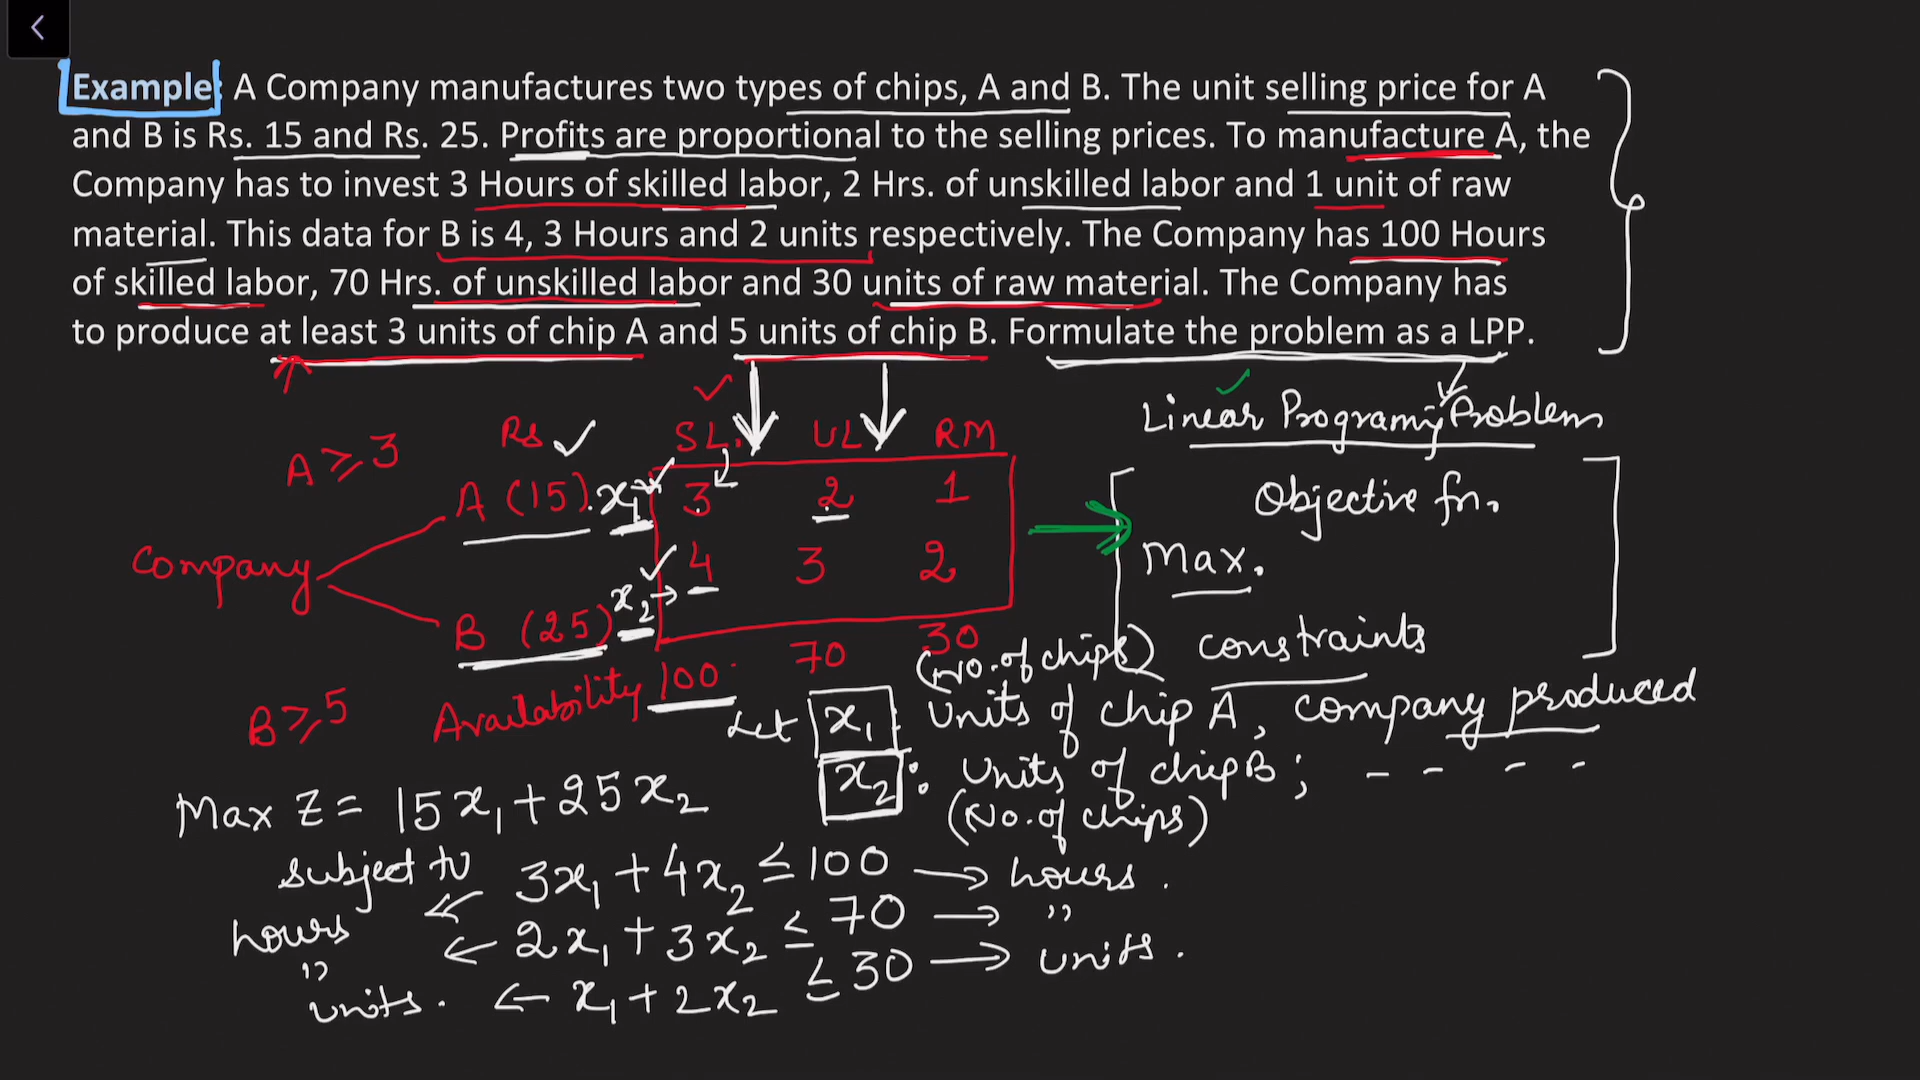 Example: A Company manufactures two types of chips, A and B. The unit selling price for A
and B is Rs. 15 and Rs. 25. Profits are proportional to the selling prices. To manufacture A, the
Company has to invest 3 Hours of skilled labor, 2 Hrs. of unskilled labor and 1 unit of raw
material. This data for B is 4, 3 Hours and 2 units respectively. The Company has 100 Hours
of skilled labor, 70 Hrs. of unskilled labor and 30 units of raw material. The Company has
to produce at least 3 units of chip A and 5 units of chip B. Formulate the problem as a LPP.
Linear Programg Problem
Rs SL. UL RM
A ≥ 3
A (15). x₁ 3 2 1
Objective fn.
Company
4 3 2
Max.
B (25) x₂ →
Availability 100 70 30
constraints
B ≥ 5
(No. of chips)
Let x₁ : Units of chip A, company produced
x₂ : Units of chip B ; - - - -
(No. of chips)
Max Z = 15x₁ + 25x₂
subject to 3x₁ + 4x₂ ≤ 100 → hours.
hours ← 2x₁ + 3x₂ ≤ 70 → "
" units. ← x₁ + 2x₂ ≤ 30 → units.